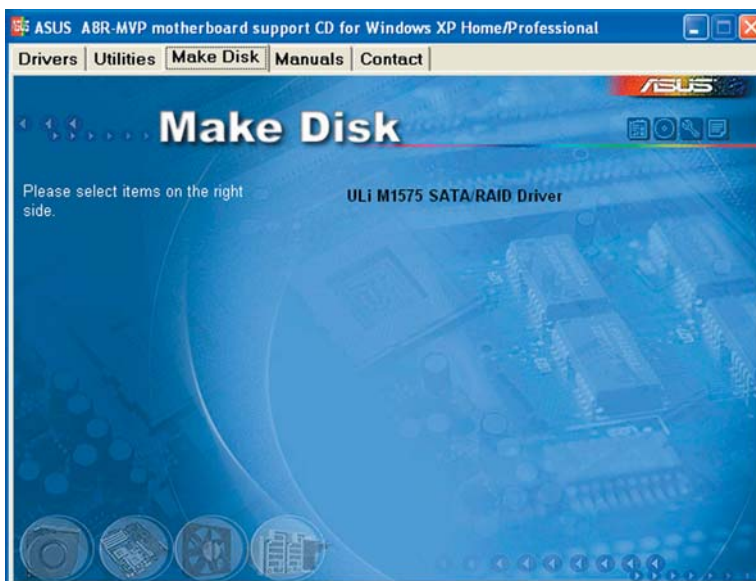 ASUS A8R-MVP motherboard support CD for Windows XP Home/Professional
Drivers Utilities Make Disk Manuals Contact
ASUS
Make Disk
Please select items on the right
side.
ULi M1575 SATA/RAID Driver